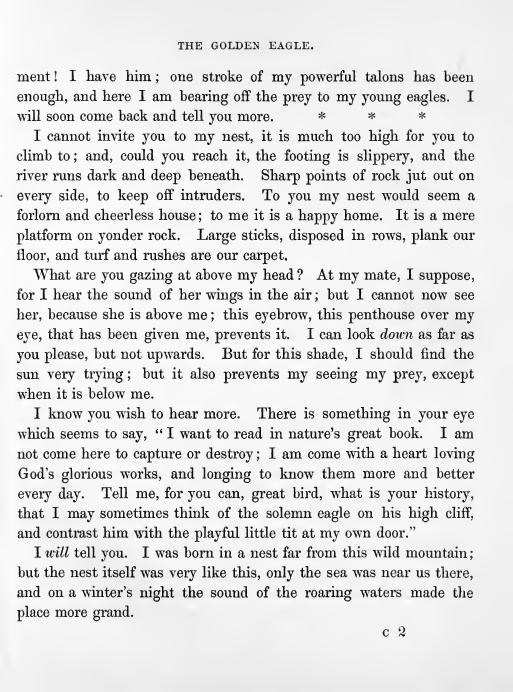 THE GOLDEN EAGLE.
ment! I have him; one stroke of my powerful talons has been
enough, and here I am bearing off the prey to my young eagles. I
will soon come back and tell you more. * * *
I cannot invite you to my nest, it is much too high for you to
climb to; and, could you reach it, the footing is slippery, and the
river runs dark and deep beneath. Sharp points of rock jut out on
every side, to keep off intruders. To you my nest would seem a
forlorn and cheerless house; to me it is a happy home. It is a mere
platform on yonder rock. Large sticks, disposed in rows, plank our
floor, and turf and rushes are our carpet.
What are you gazing at above my head? At my mate, I suppose,
for I hear the sound of her wings in the air; but I cannot now see
her, because she is above me; this eyebrow, this penthouse over my
eye, that has been given me, prevents it. I can look down as far as
you please, but not upwards. But for this shade, I should find the
sun very trying; but it also prevents my seeing my prey, except
when it is below me.
I know you wish to hear more. There is something in your eye
which seems to say, “I want to read in nature's great book. I am
not come here to capture or destroy; I am come with a heart loving
God's glorious works, and longing to know them more and better
every day. Tell me, for you can, great bird, what is your history,
that I may sometimes think of the solemn eagle on his high cliff,
and contrast him with the playful little tit at my own door.”
I will tell you. I was born in a nest far from this wild mountain;
but the nest itself was very like this, only the sea was near us there,
and on a winter's night the sound of the roaring waters made the
place more grand.
c 2